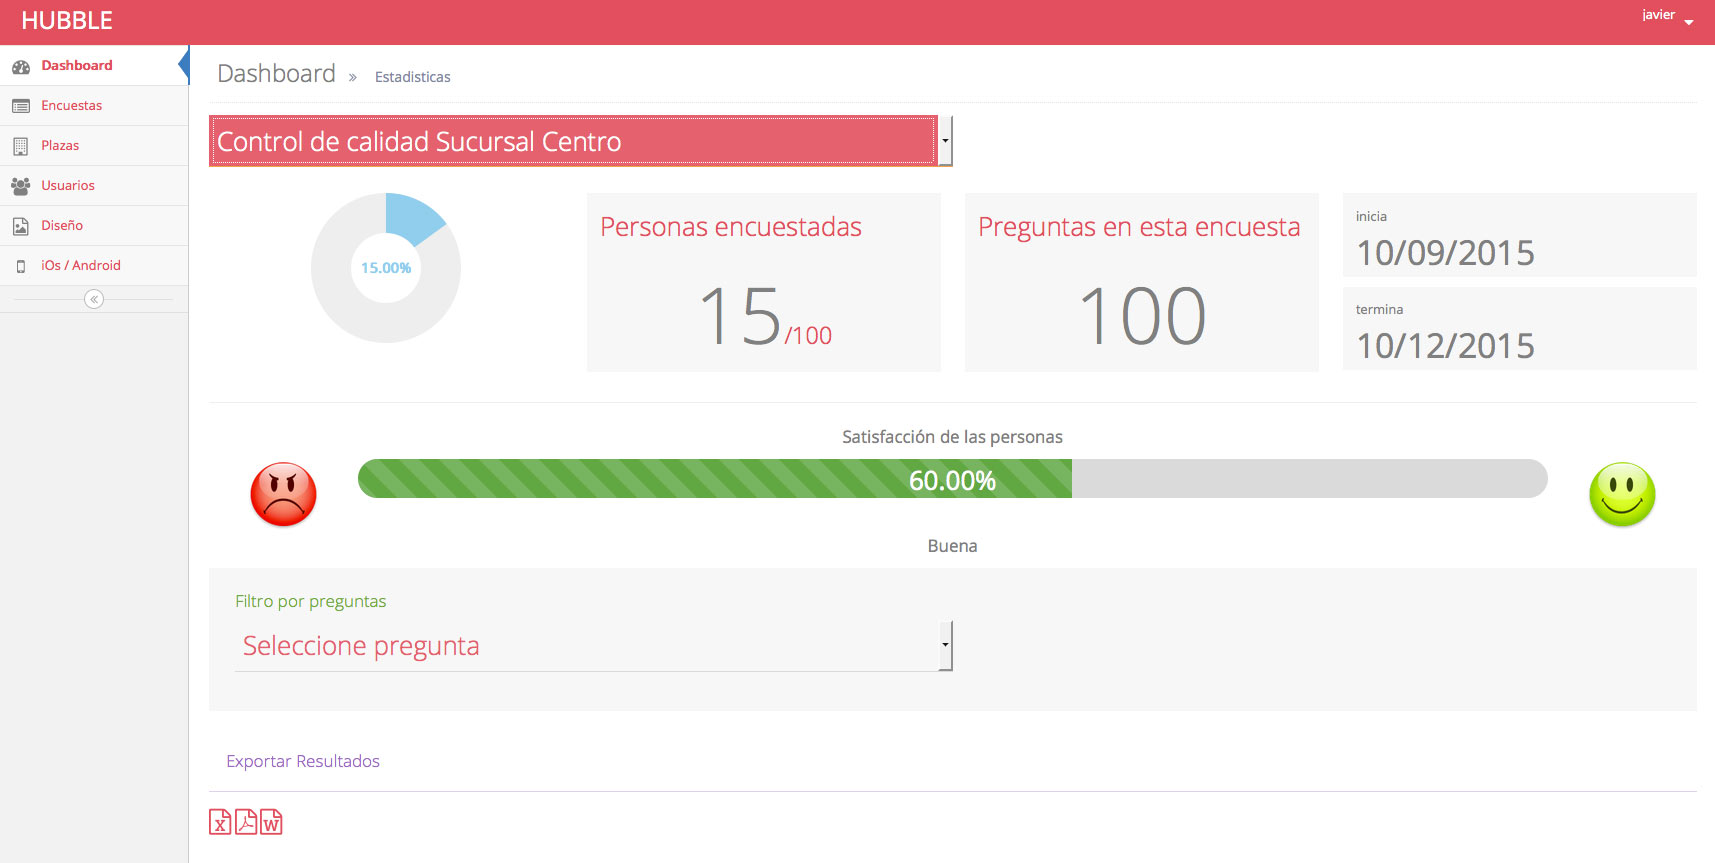 HUBBLE
javier
Dashboard
Encuestas
Plazas
Usuarios
Diseño
iOs / Android
Dashboard » Estadisticas
Control de calidad Sucursal Centro
15.00%
Personas encuestadas
15/100
Preguntas en esta encuesta
100
inicia
10/09/2015
termina
10/12/2015
Satisfacción de las personas
60.00%
Buena
Filtro por preguntas
Seleccione pregunta
Exportar Resultados
X W